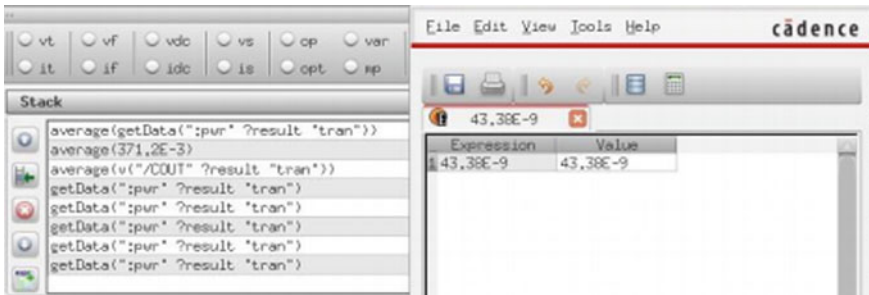 vt vf vdc vs op var
it if idc is opt mp
Stack
average(getData(":pwr" ?result "tran"))
average(371.2E-3)
average(v("/COUT" ?result "tran"))
getData(":pwr" ?result "tran")
getData(":pwr" ?result "tran")
getData(":pwr" ?result "tran")
getData(":pwr" ?result "tran")
getData(":pwr" ?result "tran")
File Edit View Tools Help cādence
43.38E-9
Expression Value
1 43.38E-9 43.38E-9